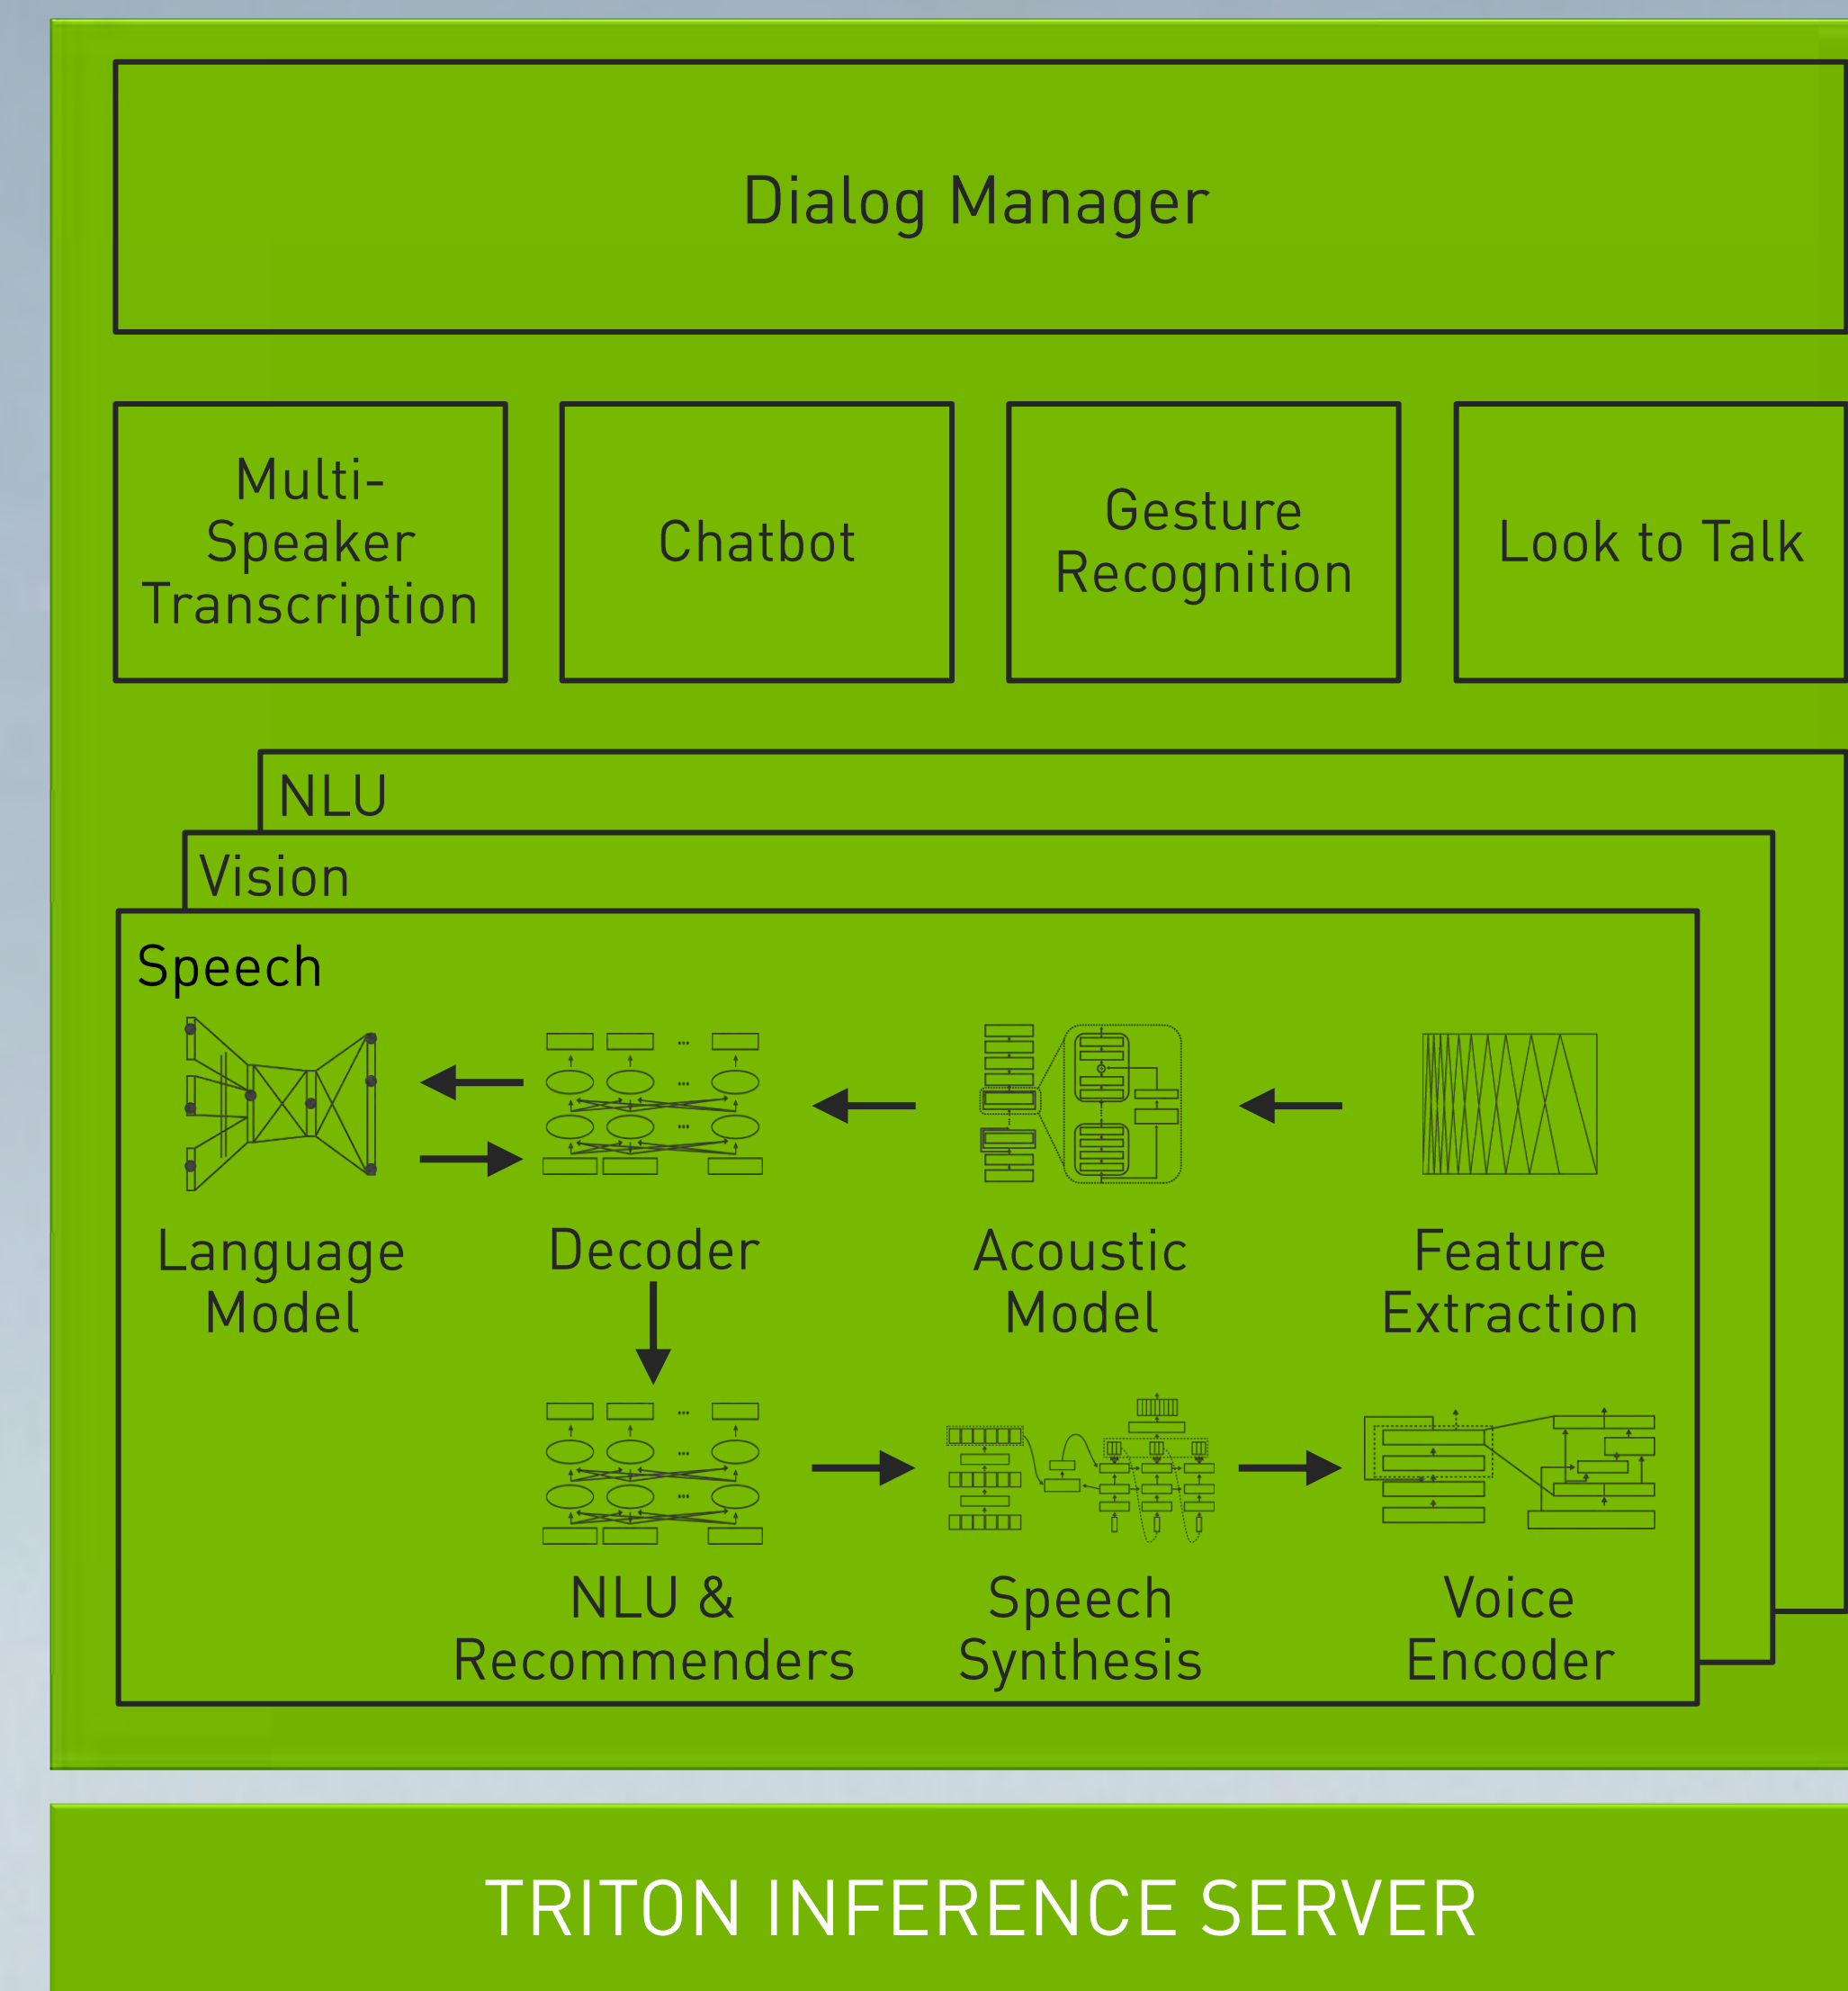 Dialog Manager
Multi-
Speaker
Transcription
Chatbot
Gesture
Recognition
Look to Talk
NLU
Vision
Speech
Language
Model
Decoder
Acoustic
Model
Feature
Extraction
NLU &
Recommenders
Speech
Synthesis
Voice
Encoder
TRITON INFERENCE SERVER